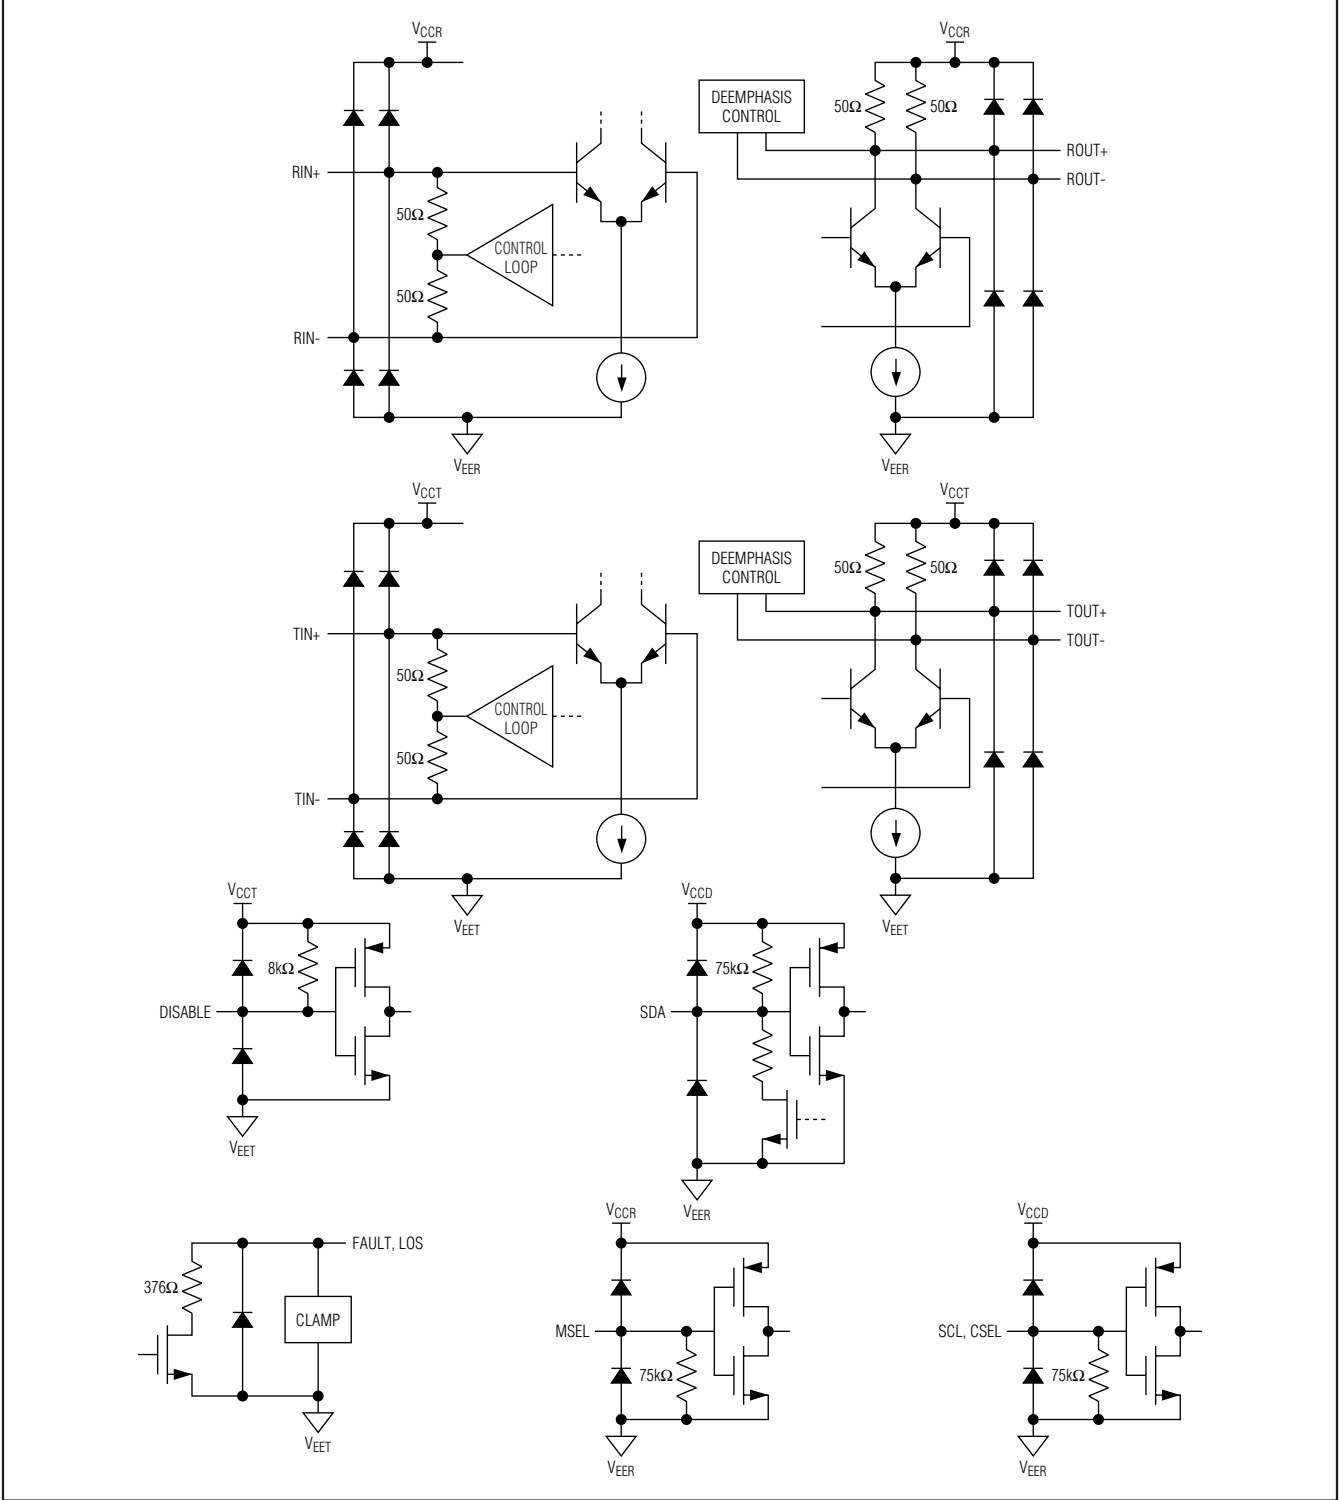 VCCR
RIN+
50Ω
CONTROL
LOOP
50Ω
RIN-
VEER
VCCR
DEEMPHASIS
CONTROL
50Ω
50Ω
ROUT+
ROUT-
VEER
VCCT
TIN+
50Ω
CONTROL
LOOP
50Ω
TIN-
VEET
VCCT
DEEMPHASIS
CONTROL
50Ω
50Ω
TOUT+
TOUT-
VEET
VCCT
8kΩ
DISABLE
VEET
VCCD
75kΩ
SDA
VEER
FAULT, LOS
376Ω
CLAMP
VEET
VCCR
MSEL
75kΩ
VEER
VCCD
SCL, CSEL
75kΩ
VEER